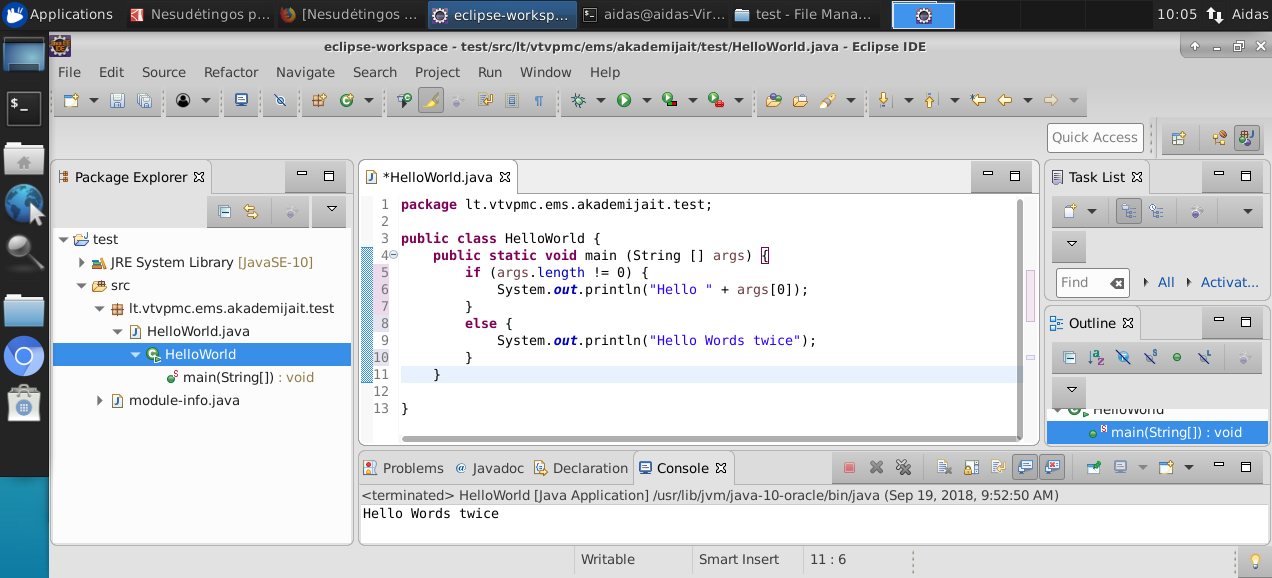 Applications Nesudėtingos p... [Nesudėtingos ... eclipse-worksp... aidas@aidas-Vir... test - File Mana... 10:05 Aidas
eclipse-workspace - test/src/lt/vtvpmc/ems/akademijait/test/HelloWorld.java - Eclipse IDE
File Edit Source Refactor Navigate Search Project Run Window Help
Quick Access
Package Explorer
test
JRE System Library [JavaSE-10]
src
lt.vtvpmc.ems.akademijait.test
HelloWorld.java
HelloWorld
main(String[]) : void
module-info.java
*HelloWorld.java
1 package lt.vtvpmc.ems.akademijait.test;
2
3 public class HelloWorld {
4 public static void main (String [] args) {
5 if (args.length != 0) {
6 System.out.println("Hello " + args[0]);
7 }
8 else {
9 System.out.println("Hello Words twice");
10 }
11 }
12
13 }
Task List
Find All Activat...
Outline
HelloWorld
main(String[]) : void
Problems @ Javadoc Declaration Console
<terminated> HelloWorld [Java Application] /usr/lib/jvm/java-10-oracle/bin/java (Sep 19, 2018, 9:52:50 AM)
Hello Words twice
Writable Smart Insert 11 : 6